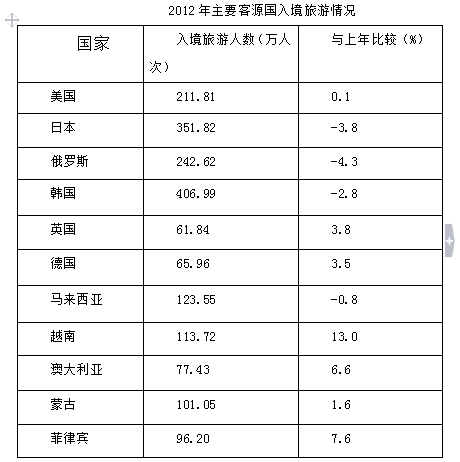 2012年主要客源国入境旅游情况
国家 入境旅游人数(万人 与上年比较(%)
次)
美国 211.81 0.1
日本 351.82 -3.8
俄罗斯 242.62 -4.3
韩国 406.99 -2.8
英国 61.84 3.8
德国 65.96 3.5
马来西亚 123.55 -0.8
越南 113.72 13.0
澳大利亚 77.43 6.6
蒙古 101.05 1.6
菲律宾 96.20 7.6